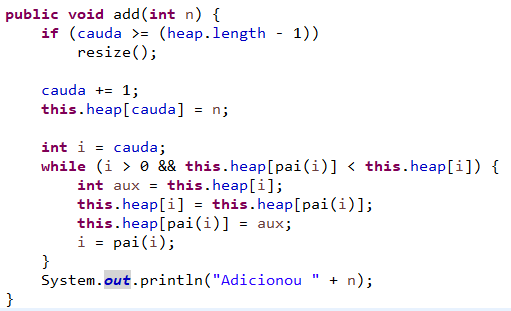 public void add(int n) {
    if (cauda >= (heap.length - 1))
        resize();

    cauda += 1;
    this.heap[cauda] = n;

    int i = cauda;
    while (i > 0 && this.heap[pai(i)] < this.heap[i]) {
        int aux = this.heap[i];
        this.heap[i] = this.heap[pai(i)];
        this.heap[pai(i)] = aux;
        i = pai(i);
    }
    System.out.println("Adicionou " + n);
}